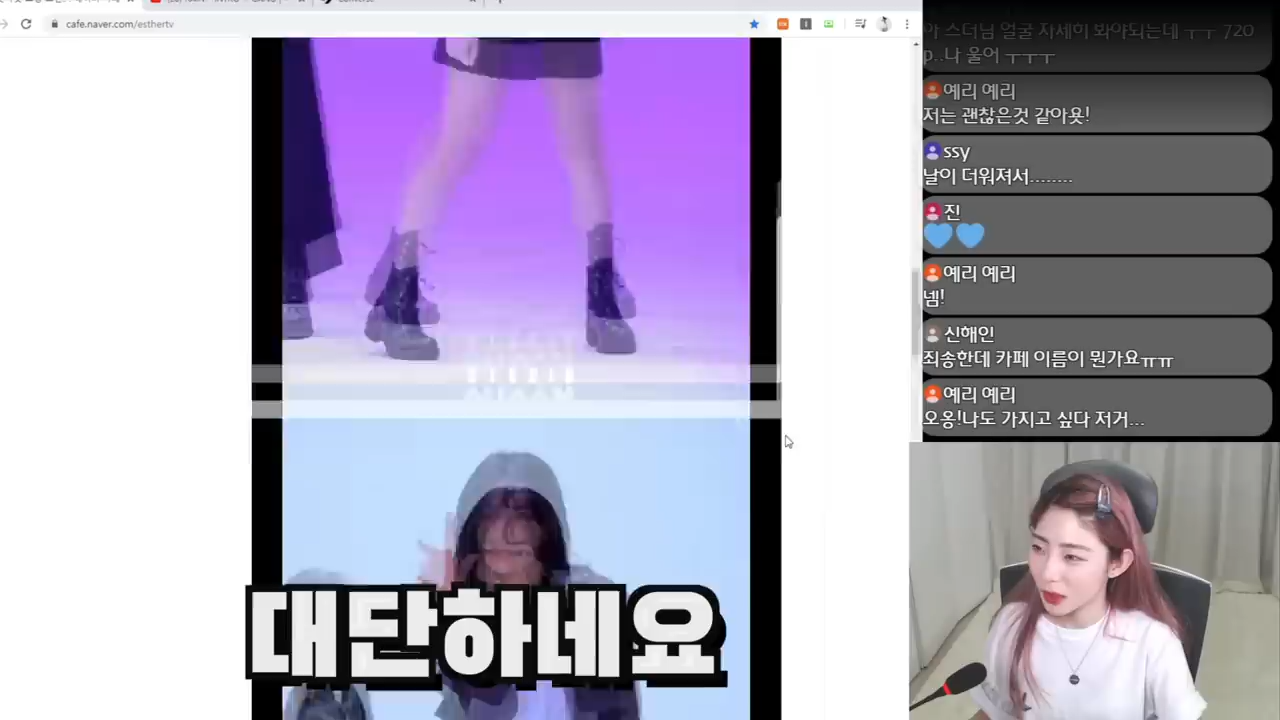 cafe.naver.com/esthertv
아 스더님 얼굴 자세히 봐야되는데 ㅜㅜ 720
p..나 울어 ㅜㅜㅜ
예리 예리
저는 괜찮은것 같아욧!
ssy
날이 더워져서........
진
💙💙
예리 예리
넴!
신해인
죄송한데 카페 이름이 뭔가요ㅠㅠ
예리 예리
오옹!나도 가지고 싶다 저거...
대단하네요